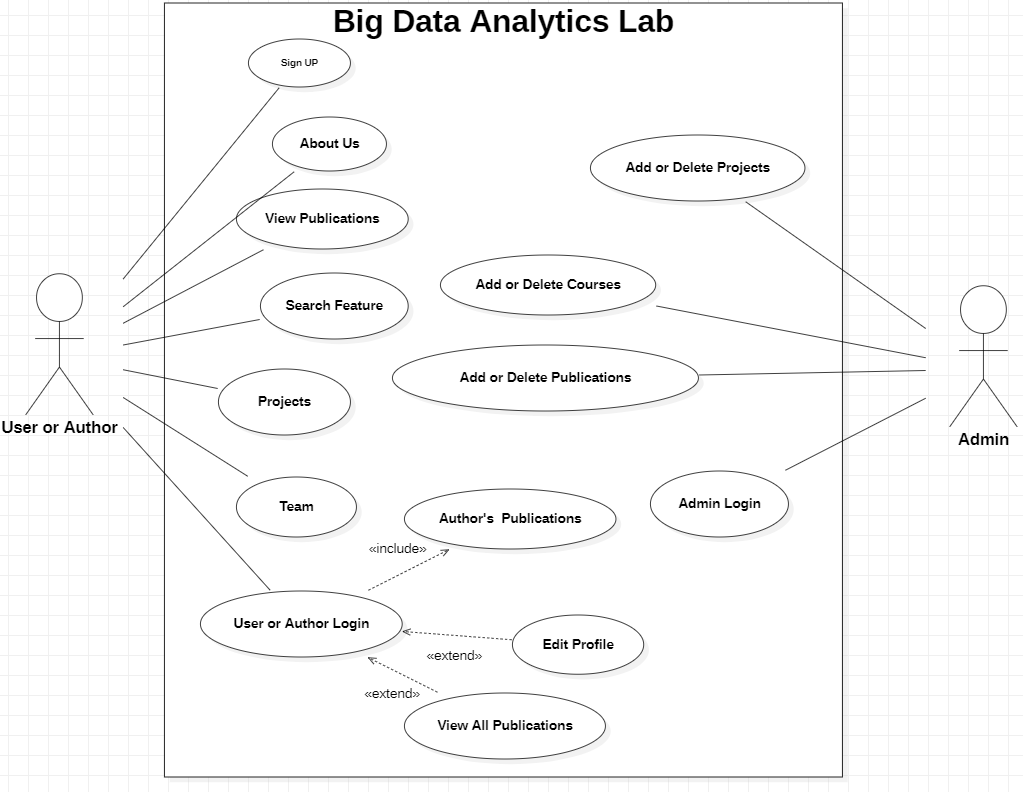 Big Data Analytics Lab
Sign UP
About Us
Add or Delete Projects
View Publications
Add or Delete Courses
Search Feature
Add or Delete Publications
Projects
User or Author
Admin
Team
Author's  Publications
Admin Login
«include»
User or Author Login
Edit Profile
«extend»
«extend»
View All Publications